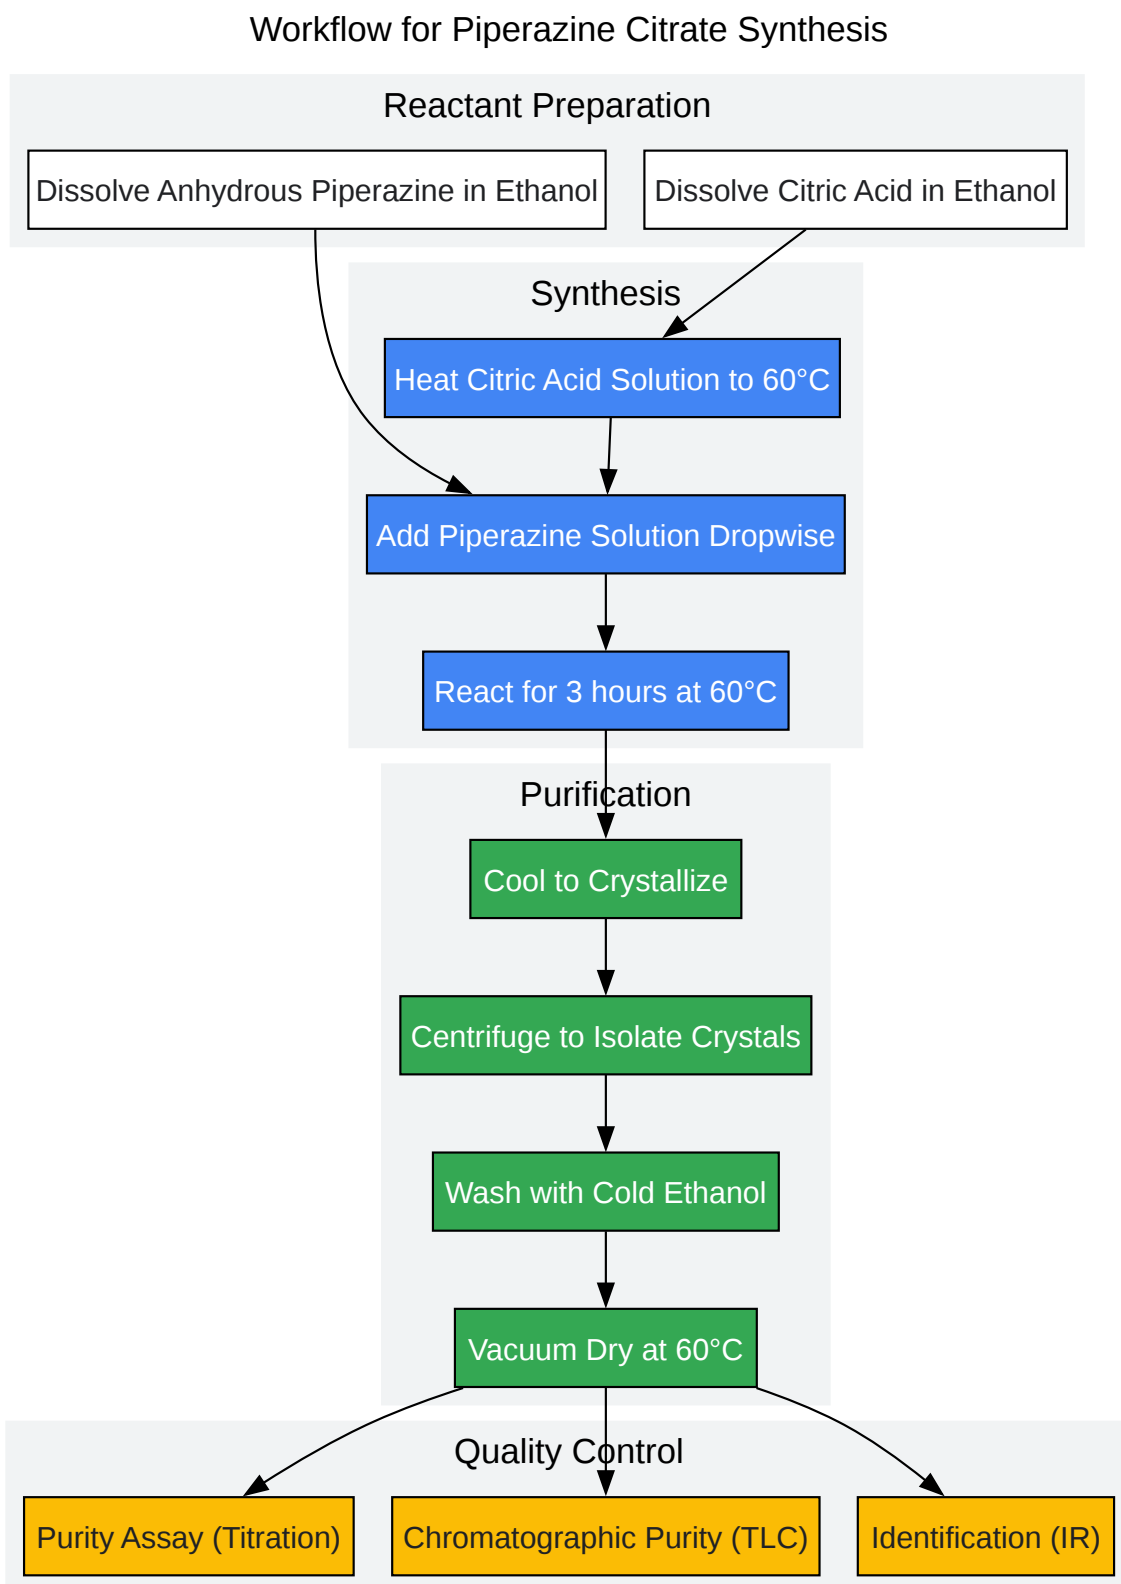 Workflow for Piperazine Citrate Synthesis
Reactant Preparation
Dissolve Anhydrous Piperazine in Ethanol
Dissolve Citric Acid in Ethanol
Synthesis
Heat Citric Acid Solution to 60°C
Add Piperazine Solution Dropwise
React for 3 hours at 60°C
Purification
Cool to Crystallize
Centrifuge to Isolate Crystals
Wash with Cold Ethanol
Vacuum Dry at 60°C
Quality Control
Purity Assay (Titration)
Chromatographic Purity (TLC)
Identification (IR)